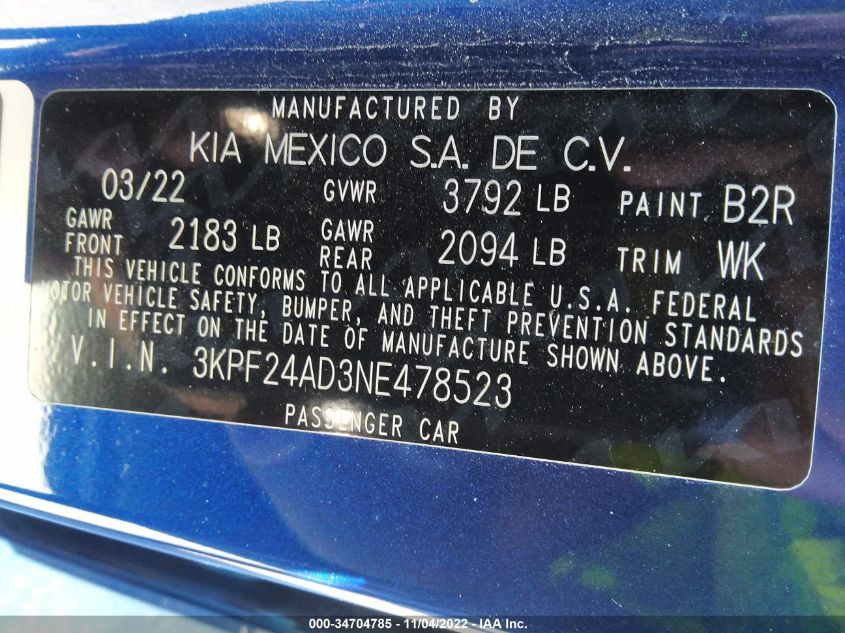 MANUFACTURED BY
KIA MEXICO S.A. DE C.V.
03/22 GVWR 3792 LB PAINT B2R
GAWR FRONT 2183 LB GAWR REAR 2094 LB TRIM WK
THIS VEHICLE CONFORMS TO ALL APPLICABLE U.S.A. FEDERAL
MOTOR VEHICLE SAFETY, BUMPER, AND THEFT PREVENTION STANDARDS
IN EFFECT ON THE DATE OF MANUFACTURE SHOWN ABOVE.
V.I.N. 3KPF24AD3NE478523
PASSENGER CAR
000-34704785 - 11/04/2022 - IAA Inc.